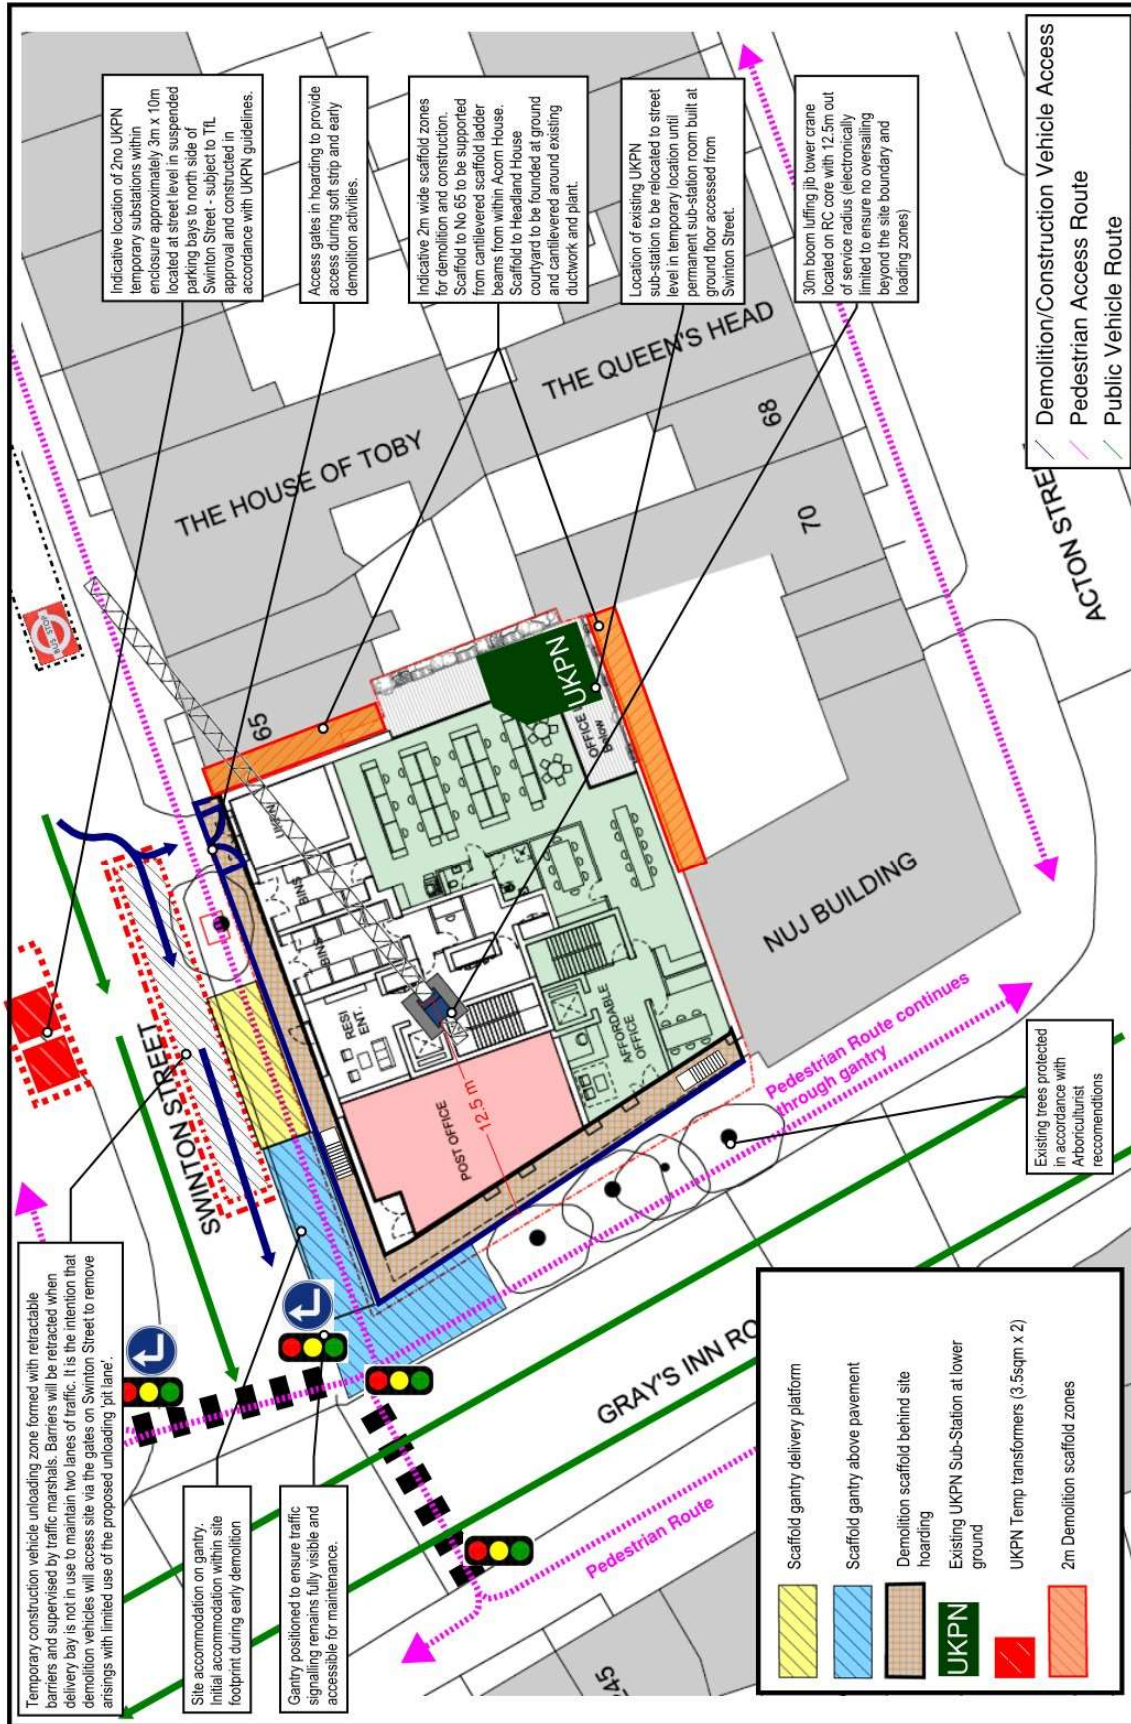 Indicative location of 2no UKPN
temporary substations within
enclosure approximately 3m x 10m
located at street level in suspended
parking bays to north side of
Swinton Street - subject to TfL
approval and constructed in
accordance with UKPN guidelines.
Access gates in hoarding to provide
access during soft strip and early
demolition activities.
Indicative 2m wide scaffold zones
for demolition and construction.
Scaffold to No 65 to be supported
from cantilevered scaffold ladder
beams from within Acorn House.
Scaffold to Headland House
courtyard to be founded at ground
and cantilevered around existing
ductwork and plant.
Location of existing UKPN
sub-station to be relocated to street
level in temporary location until
permanent sub-station room built at
ground floor accessed from
Swinton Street.
30m boom luffing jib tower crane
located on RC core with 12.5m out
of service radius (electronically
limited to ensure no oversailing
beyond the site boundary and
loading zones)
Demolition/Construction Vehicle Access
Pedestrian Access Route
Public Vehicle Route
BUS STOP
THE HOUSE OF TOBY
THE QUEEN'S HEAD
65
68
70
ACTON STREE
SWINTON STREET
UKPN
BINS
BINS
RESI
ENT.
POST OFFICE
12.5 m
AFFORDABLE
OFFICE
OFFICE
Below
UKPN
NUJ BUILDING
Pedestrian Route continues
through gantry
Existing trees protected
in accordance with
Arboriculturist
reccomendtions
GRAY'S INN RO
Pedestrian Route
245
Temporary construction vehicle unloading zone formed with retractable
barriers and supervised by traffic marshals. Barriers will be retracted when
delivery bay is not in use to maintain two lanes of traffic. It is the intention that
demolition vehicles will access site via the gates on Swinton Street to remove
arisings with limited use of the proposed unloading 'pit lane'.
Site accommodation on gantry.
Initial accommodation within site
footprint during early demolition
Gantry positioned to ensure traffic
signalling remains fully visible and
accessible for maintenance.
Scaffold gantry delivery platform
Scaffold gantry above pavement
Demolition scaffold behind site
hoarding
UKPN
Existing UKPN Sub-Station at lower
ground
UKPN Temp transformers (3.5sqm x 2)
2m Demolition scaffold zones